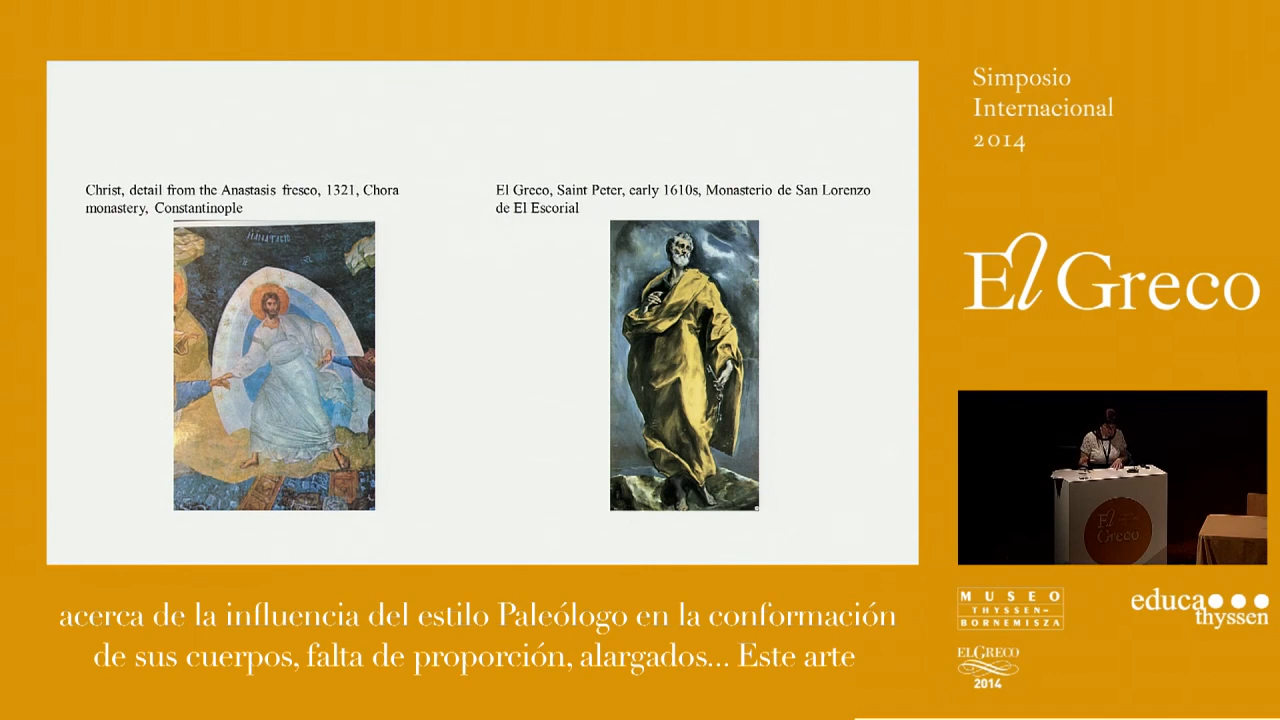 Simposio
Internacional
2014
Christ, detail from the Anastasis fresco, 1321, Chora
monastery, Constantinople
El Greco, Saint Peter, early 1610s, Monasterio de San Lorenzo
de El Escorial
El Greco
El
Greco
acerca de la influencia del estilo Paleólogo en la conformación
de sus cuerpos, falta de proporción, alargados... Este arte
MUSEO
THYSSEN-
BORNEMISZA
educa
thyssen
ELGRECO
2014